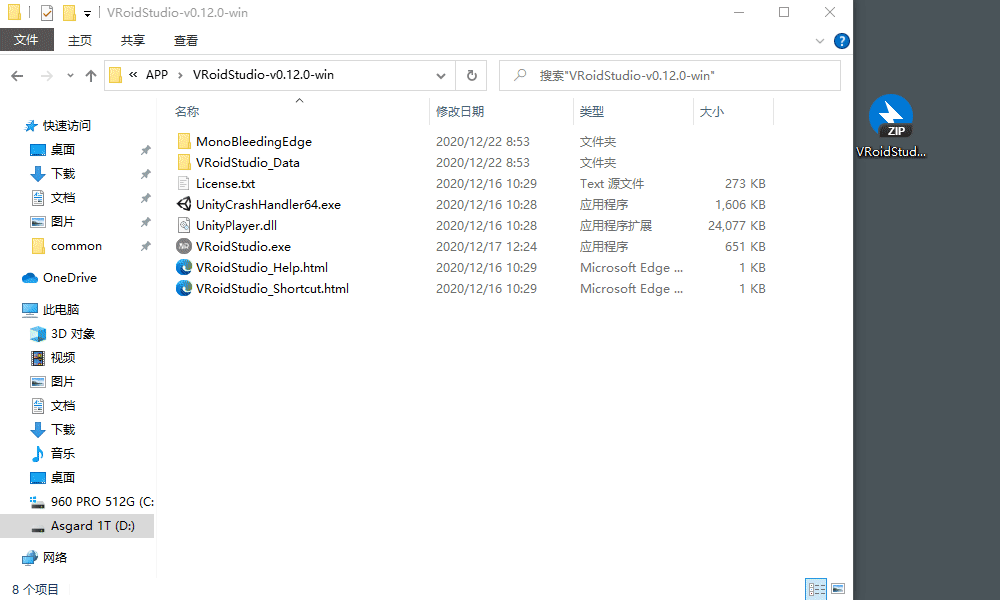 VRoidStudio-v0.12.0-win
文件 主页 共享 查看
« APP › VRoidStudio-v0.12.0-win
搜索"VRoidStudio-v0.12.0-win"
名称 修改日期 类型 大小
快速访问
桌面
下载
文档
图片
common
OneDrive
此电脑
3D 对象
视频
图片
文档
下载
音乐
桌面
960 PRO 512G (C:
Asgard 1T (D:)
网络
MonoBleedingEdge 2020/12/22 8:53 文件夹
VRoidStudio_Data 2020/12/22 8:53 文件夹
License.txt 2020/12/16 10:29 Text 源文件 273 KB
UnityCrashHandler64.exe 2020/12/16 10:28 应用程序 1,606 KB
UnityPlayer.dll 2020/12/16 10:28 应用程序扩展 24,077 KB
VRoidStudio.exe 2020/12/17 12:24 应用程序 651 KB
VRoidStudio_Help.html 2020/12/16 10:29 Microsoft Edge ... 1 KB
VRoidStudio_Shortcut.html 2020/12/16 10:29 Microsoft Edge ... 1 KB
8 个项目
ZIP
VRoidStud...